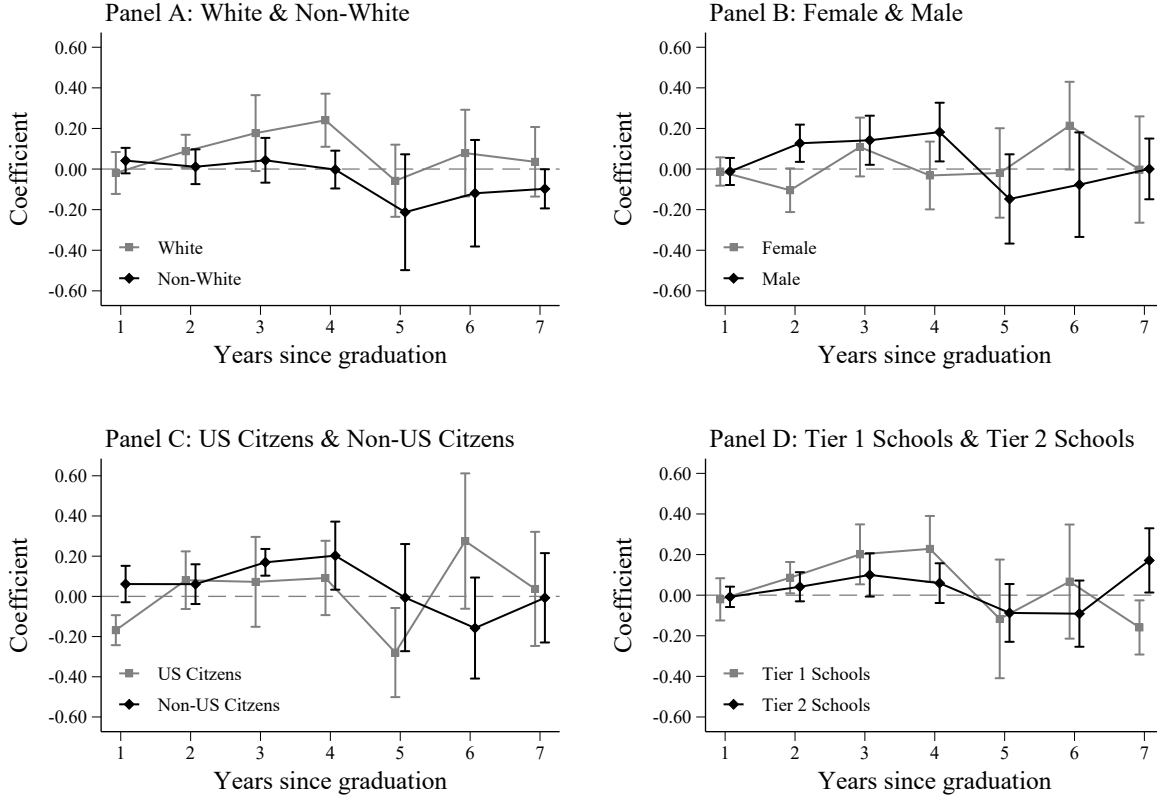 Panel A: White & Non-White
0.60
0.40
0.20
0.00
-0.20
-0.40
-0.60
Coefficient
White
Non-White
1 2 3 4 5 6 7
Years since graduation
Panel B: Female & Male
0.60
0.40
0.20
0.00
-0.20
-0.40
-0.60
Coefficient
Female
Male
1 2 3 4 5 6 7
Years since graduation
Panel C: US Citzens & Non-US Citzens
0.60
0.40
0.20
0.00
-0.20
-0.40
-0.60
Coefficient
US Citzens
Non-US Citzens
1 2 3 4 5 6 7
Years since graduation
Panel D: Tier 1 Schools & Tier 2 Schools
0.60
0.40
0.20
0.00
-0.20
-0.40
-0.60
Coefficient
Tier 1 Schools
Tier 2 Schools
1 2 3 4 5 6 7
Years since graduation